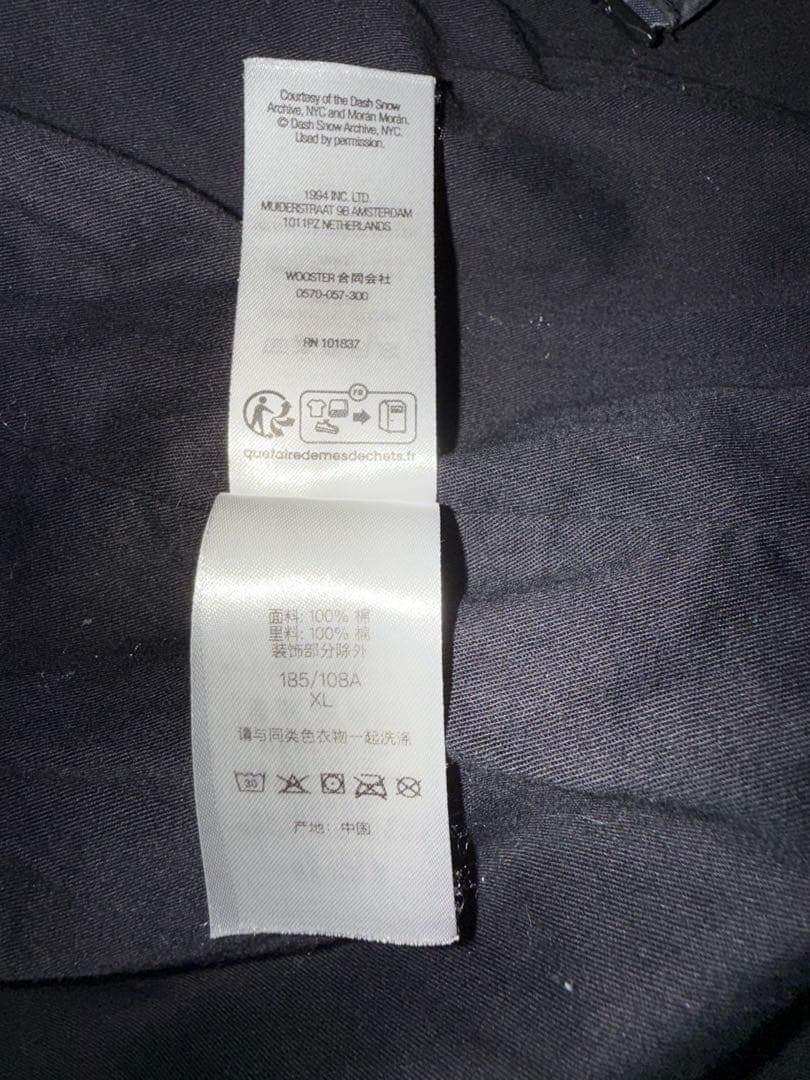 Courtesy of the Dash Snow
Archive, NYC and Morán Morán.
© Dash Snow Archive, NYC.
Used by permission.
1994 INC. LTD.
MUIDERSTRAAT 9B AMSTERDAM
1011PZ NETHERLANDS
WOOSTER 合同会社
0570-057-300
RN 101837
FR
quefairedemesdechets.fr
面料: 100% 棉
里料: 100% 棉
装饰部分除外
185/108A
XL
请与同类色衣物一起洗涤
30
产地: 中国